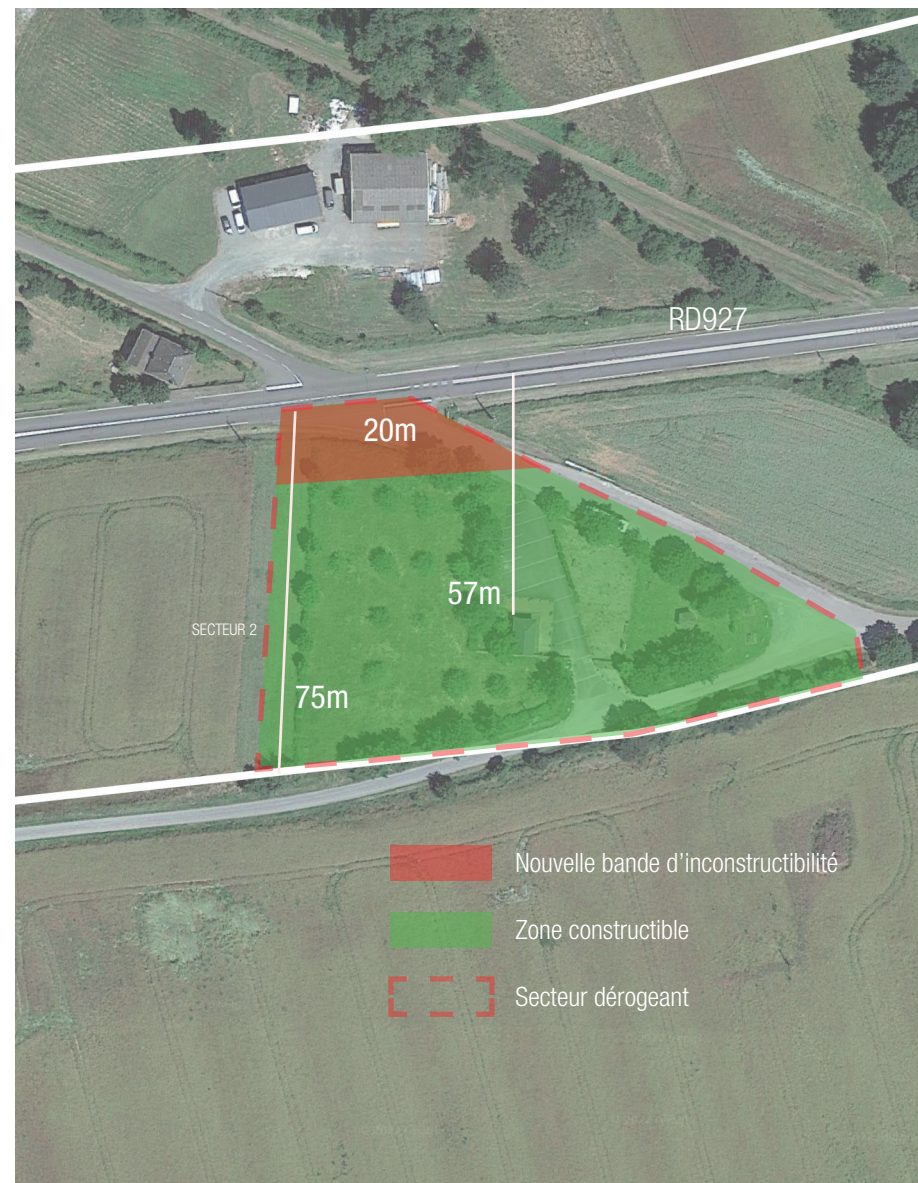 RD927
20m
57m
SECTEUR 2
75m
Nouvelle bande d'inconstructibilité
Zone constructible
Secteur dérogeant